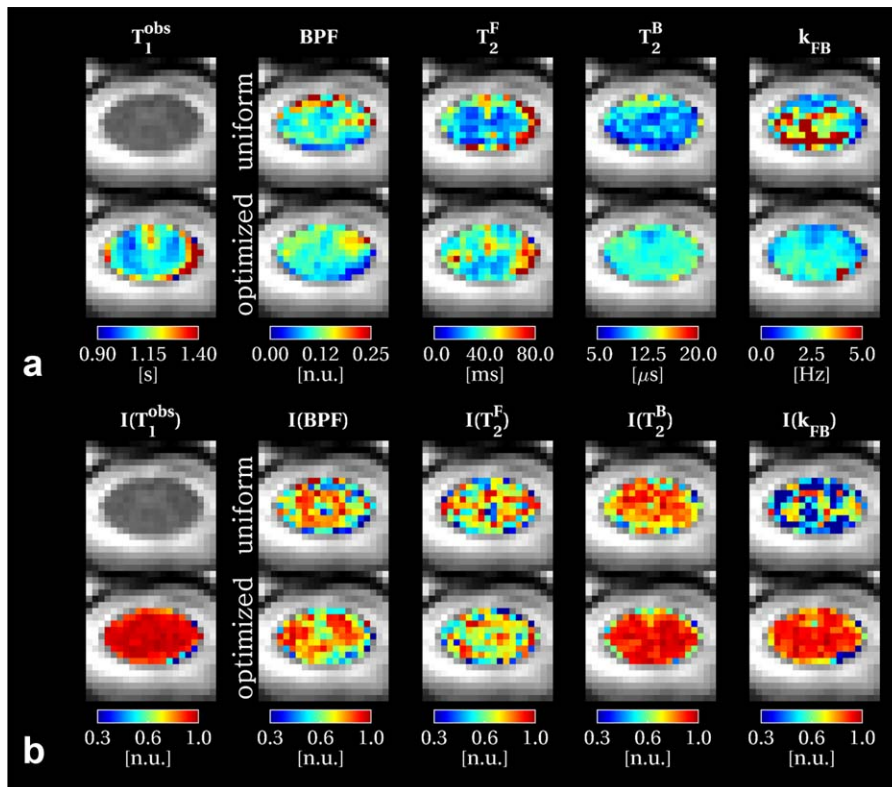 T₁ᵒᵇˢ BPF T₂ᶠ T₂ᴮ k_FB
uniform
optimized
0.90 1.15 1.40 0.00 0.12 0.25 0.0 40.0 80.0 5.0 12.5 20.0 0.0 2.5 5.0
a [s] [n.u.] [ms] [μs] [Hz]
I(T₁ᵒᵇˢ) I(BPF) I(T₂ᶠ) I(T₂ᴮ) I(k_FB)
uniform
optimized
0.3 0.6 1.0 0.3 0.6 1.0 0.3 0.6 1.0 0.3 0.6 1.0 0.3 0.6 1.0
b [n.u.] [n.u.] [n.u.] [n.u.] [n.u.]